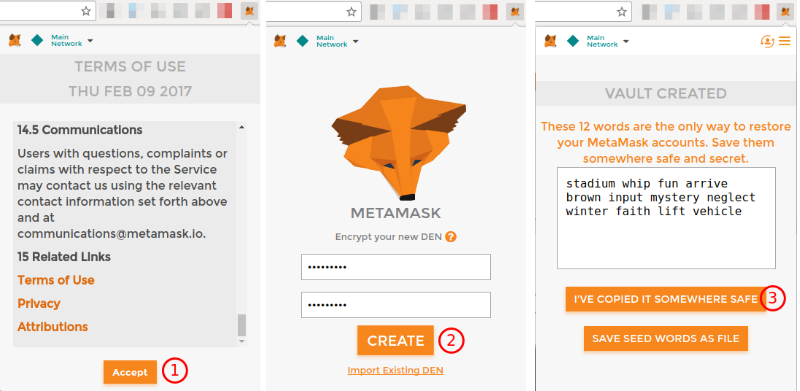 Main
Network
TERMS OF USE
THU FEB 09 2017
14.5 Communications
Users with questions, complaints or
claims with respect to the Service
may contact us using the relevant
contact information set forth above
and at
communications@metamask.io.
15 Related Links
Terms of Use
Privacy
Attributions
Accept
1
Main
Network
METAMASK
Encrypt your new DEN ?
•••••••••
•••••••••
CREATE
2
Import Existing DEN
Main
Network
VAULT CREATED
These 12 words are the only way to restore
your MetaMask accounts. Save them
somewhere safe and secret.
stadium whip fun arrive
brown input mystery neglect
winter faith lift vehicle
I'VE COPIED IT SOMEWHERE SAFE
3
SAVE SEED WORDS AS FILE